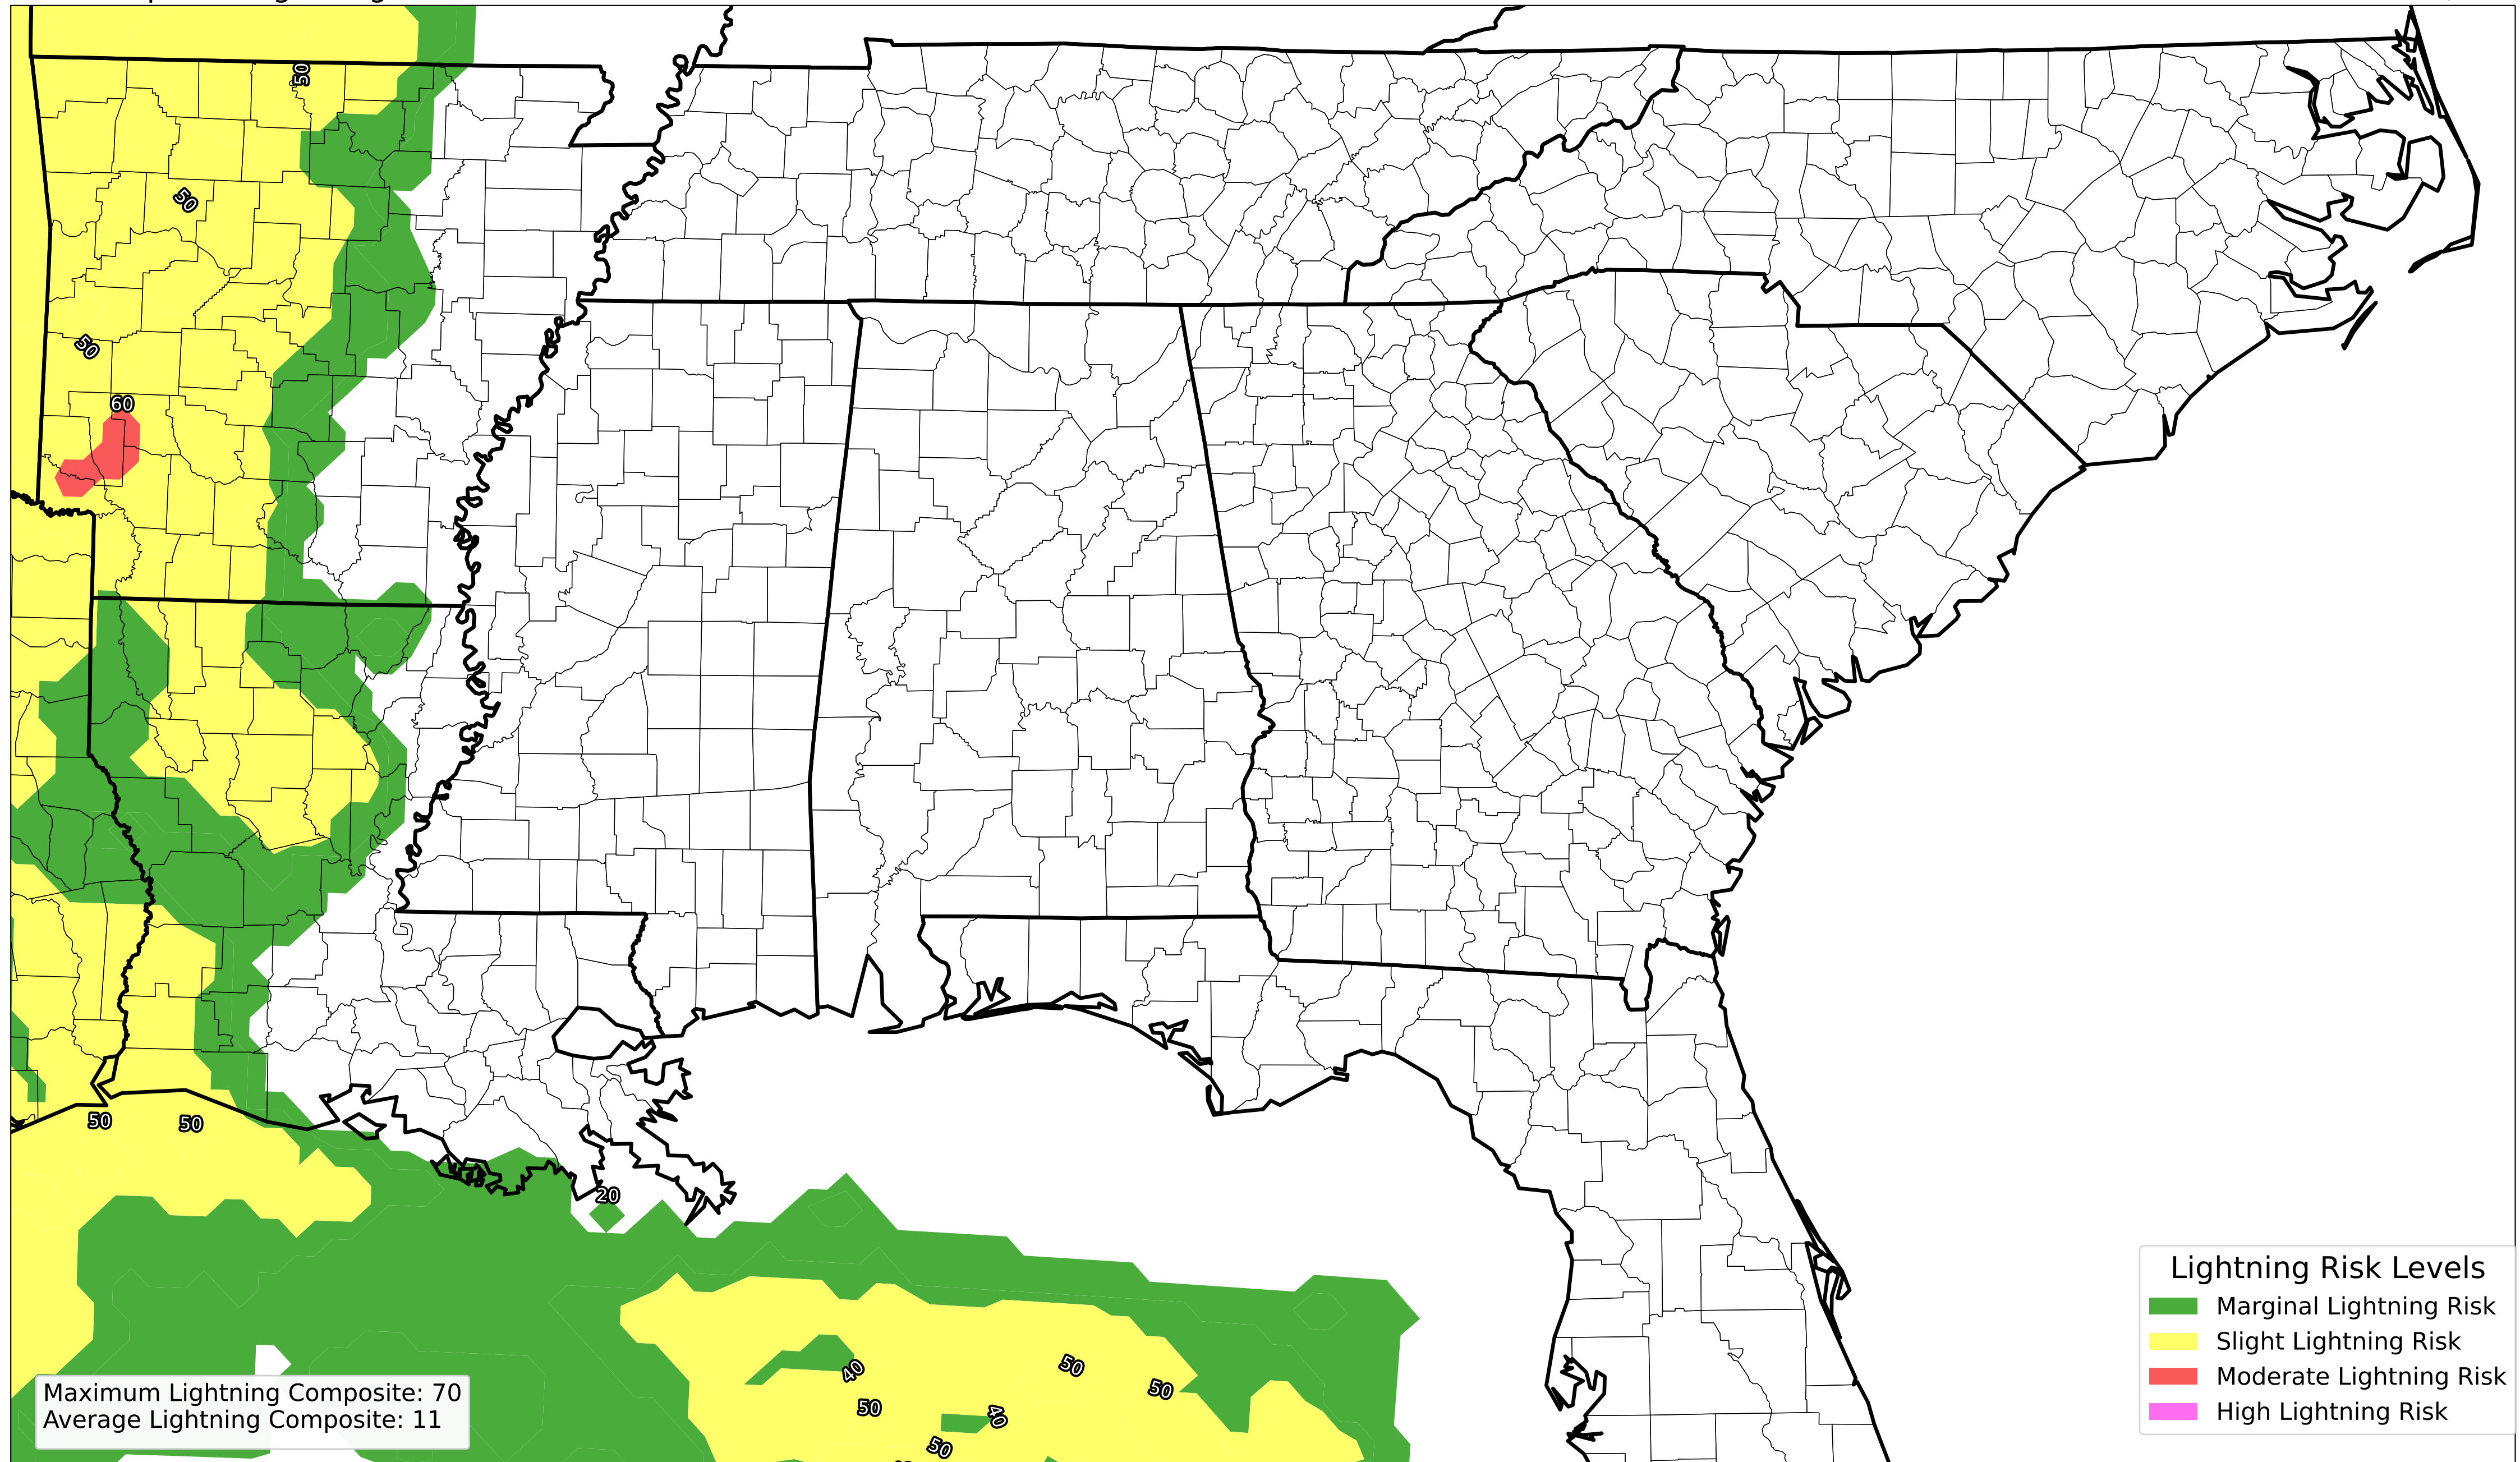 50
50
50
60
50
50
20
40
50
50
50
40
50
Lightning Risk Levels
Marginal Lightning Risk
Slight Lightning Risk
Moderate Lightning Risk
High Lightning Risk
Maximum Lightning Composite: 70
Average Lightning Composite: 11